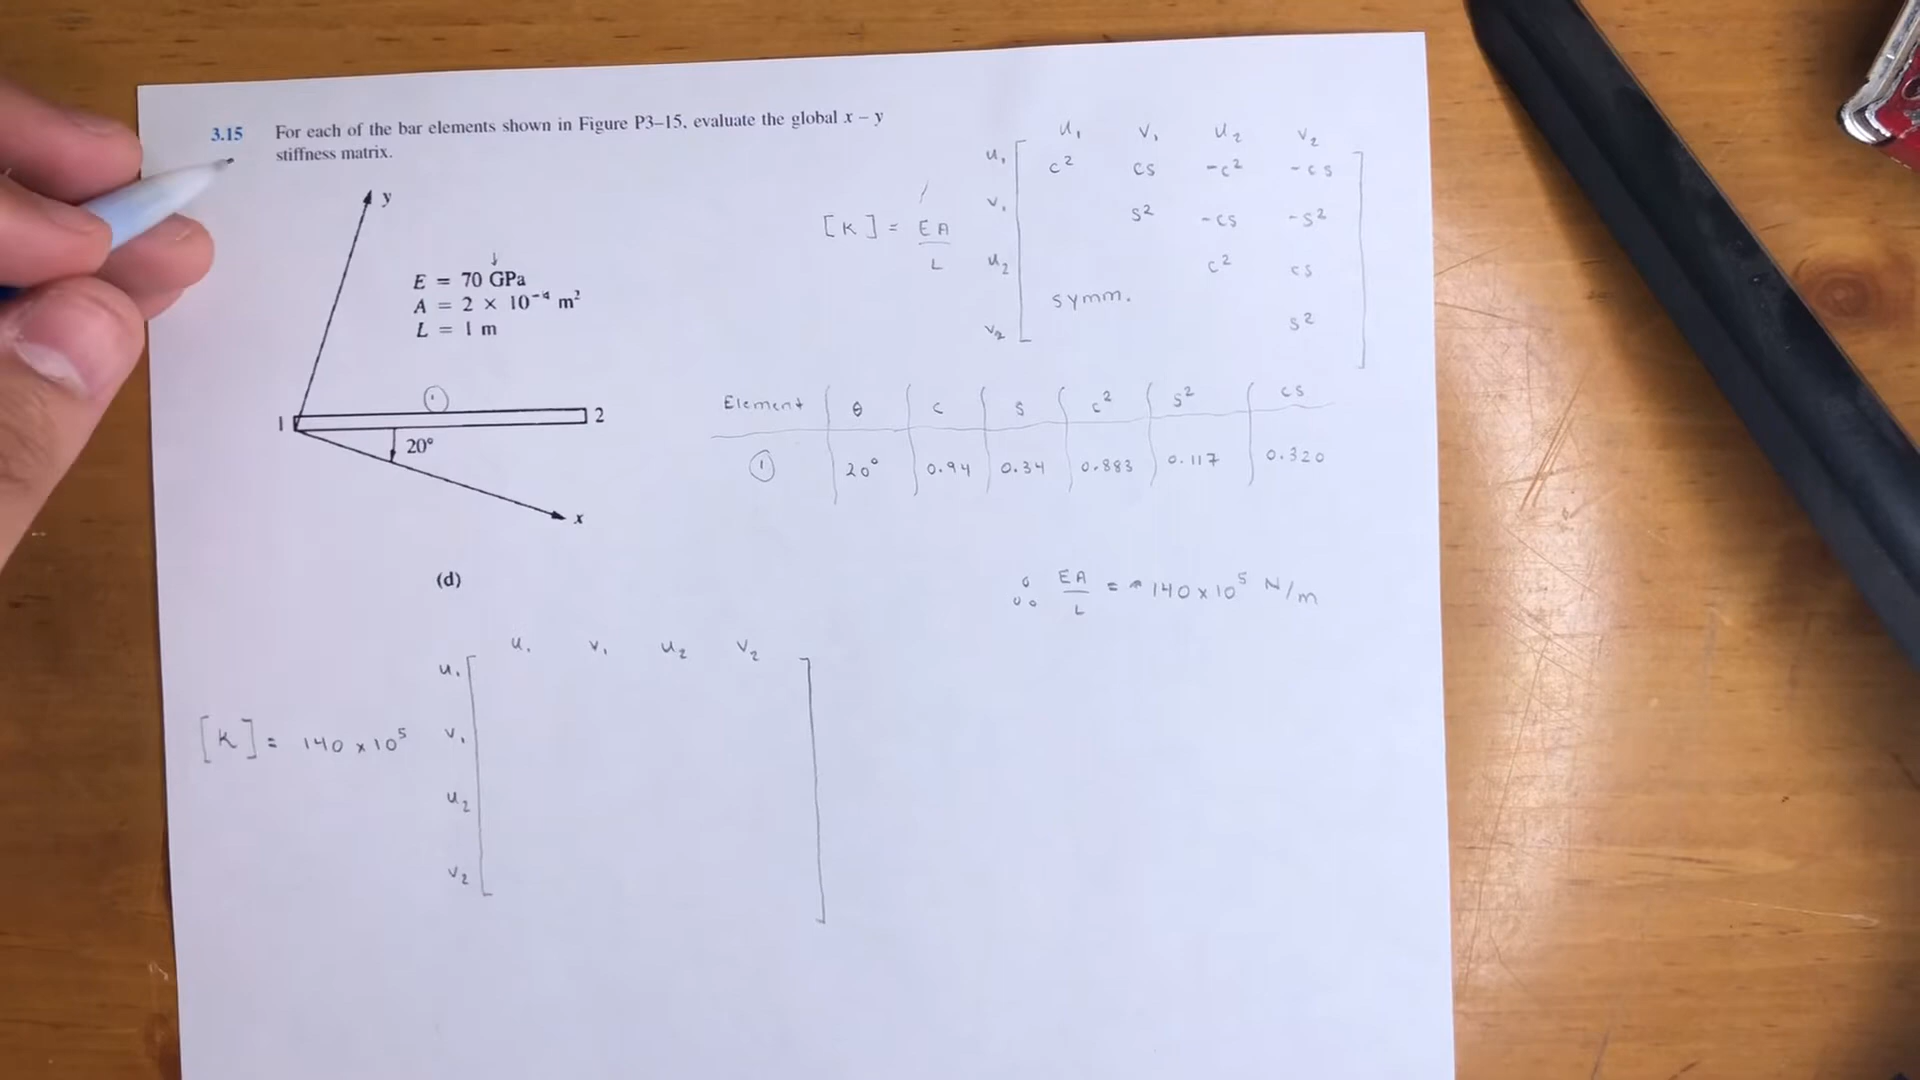 3.15 For each of the bar elements shown in Figure P3–15, evaluate the global x – y
stiffness matrix.
y
E = 70 GPa
A = 2 × 10⁻⁴ m²
L = 1 m
1
1
2
20°
x
(d)
u₁ v₁ u₂ v₂
u₁ c² cs -c² -cs
v₁ s² -cs -s²
[K] = EA
L
u₂ c² cs
symm.
v₂ s²
Element θ c s c² s² cs
1 20° 0.94 0.34 0.883 0.117 0.320
∴ EA = 140 x 10⁵ N/m
L
u₁ v₁ u₂ v₂
u₁
v₁
[K] = 140 x 10⁵
u₂
v₂